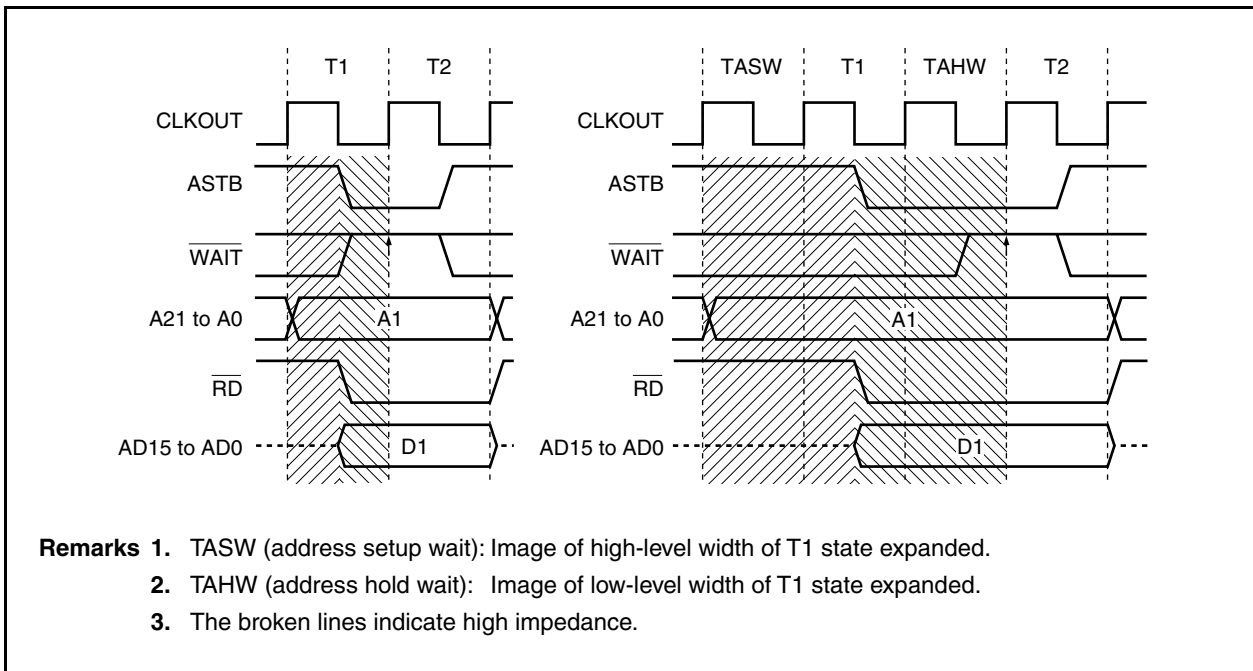 T1 T2 TASW T1 TAHW T2
CLKOUT CLKOUT
ASTB ASTB
WAIT WAIT
A21 to A0 A1 A21 to A0 A1
RD RD
AD15 to AD0 D1 AD15 to AD0 D1
Remarks 1. TASW (address setup wait): Image of high-level width of T1 state expanded.
2. TAHW (address hold wait): Image of low-level width of T1 state expanded.
3. The broken lines indicate high impedance.